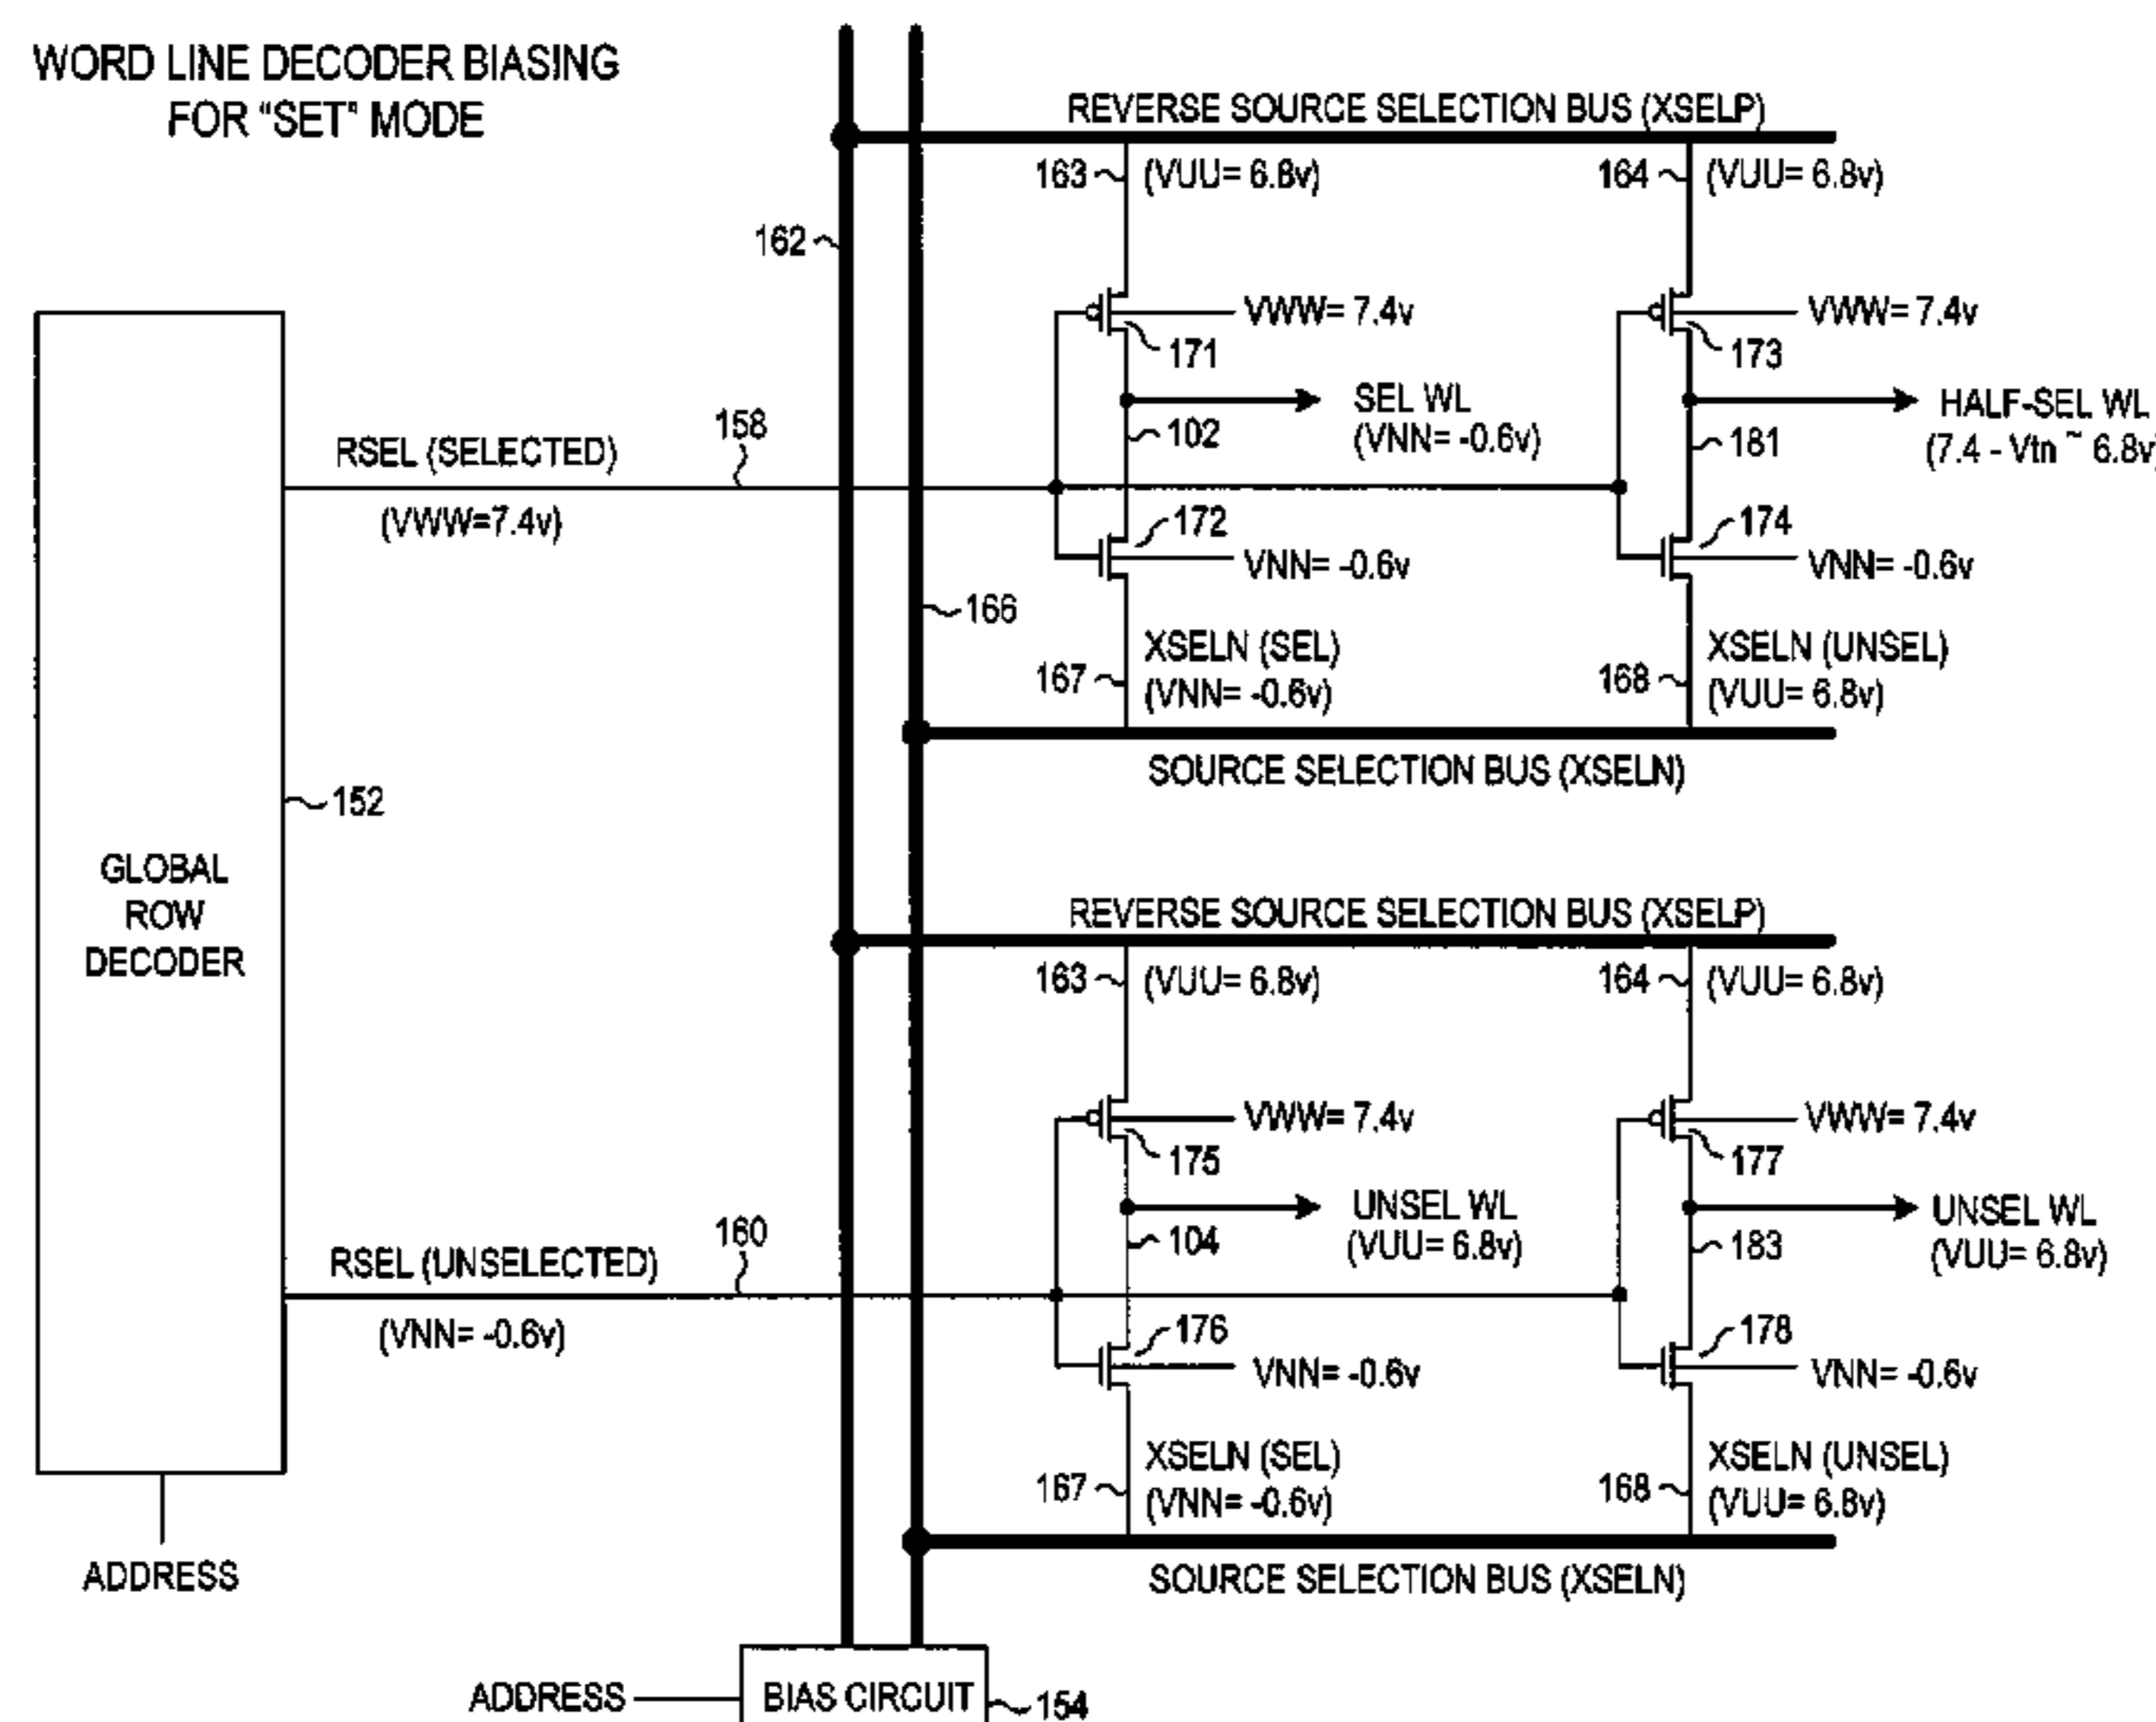 WORD LINE DECODER BIASING
FOR "SET" MODE
REVERSE SOURCE SELECTION BUS (XSELP)
163 (VUU= 6.8v)
164 (VUU= 6.8v)
162
VWW= 7.4v
VWW= 7.4v
171
173
SEL WL
(VNN= -0.6v)
HALF-SEL WL
(7.4 - Vtn ~ 6.8v)
102
181
158
RSEL (SELECTED)
(VWW=7.4v)
172
174
VNN= -0.6v
VNN= -0.6v
166
XSELN (SEL)
167 (VNN= -0.6v)
XSELN (UNSEL)
168 (VUU= 6.8v)
SOURCE SELECTION BUS (XSELN)
152
GLOBAL
ROW
DECODER
REVERSE SOURCE SELECTION BUS (XSELP)
163 (VUU= 6.8v)
164 (VUU= 6.8v)
VWW= 7.4v
VWW= 7.4v
175
177
UNSEL WL
(VUU= 6.8v)
UNSEL WL
(VUU= 6.8v)
104
183
160
RSEL (UNSELECTED)
(VNN= -0.6v)
176
178
VNN= -0.6v
VNN= -0.6v
XSELN (SEL)
167 (VNN= -0.6v)
XSELN (UNSEL)
168 (VUU= 6.8v)
SOURCE SELECTION BUS (XSELN)
ADDRESS
ADDRESS
BIAS CIRCUIT
154